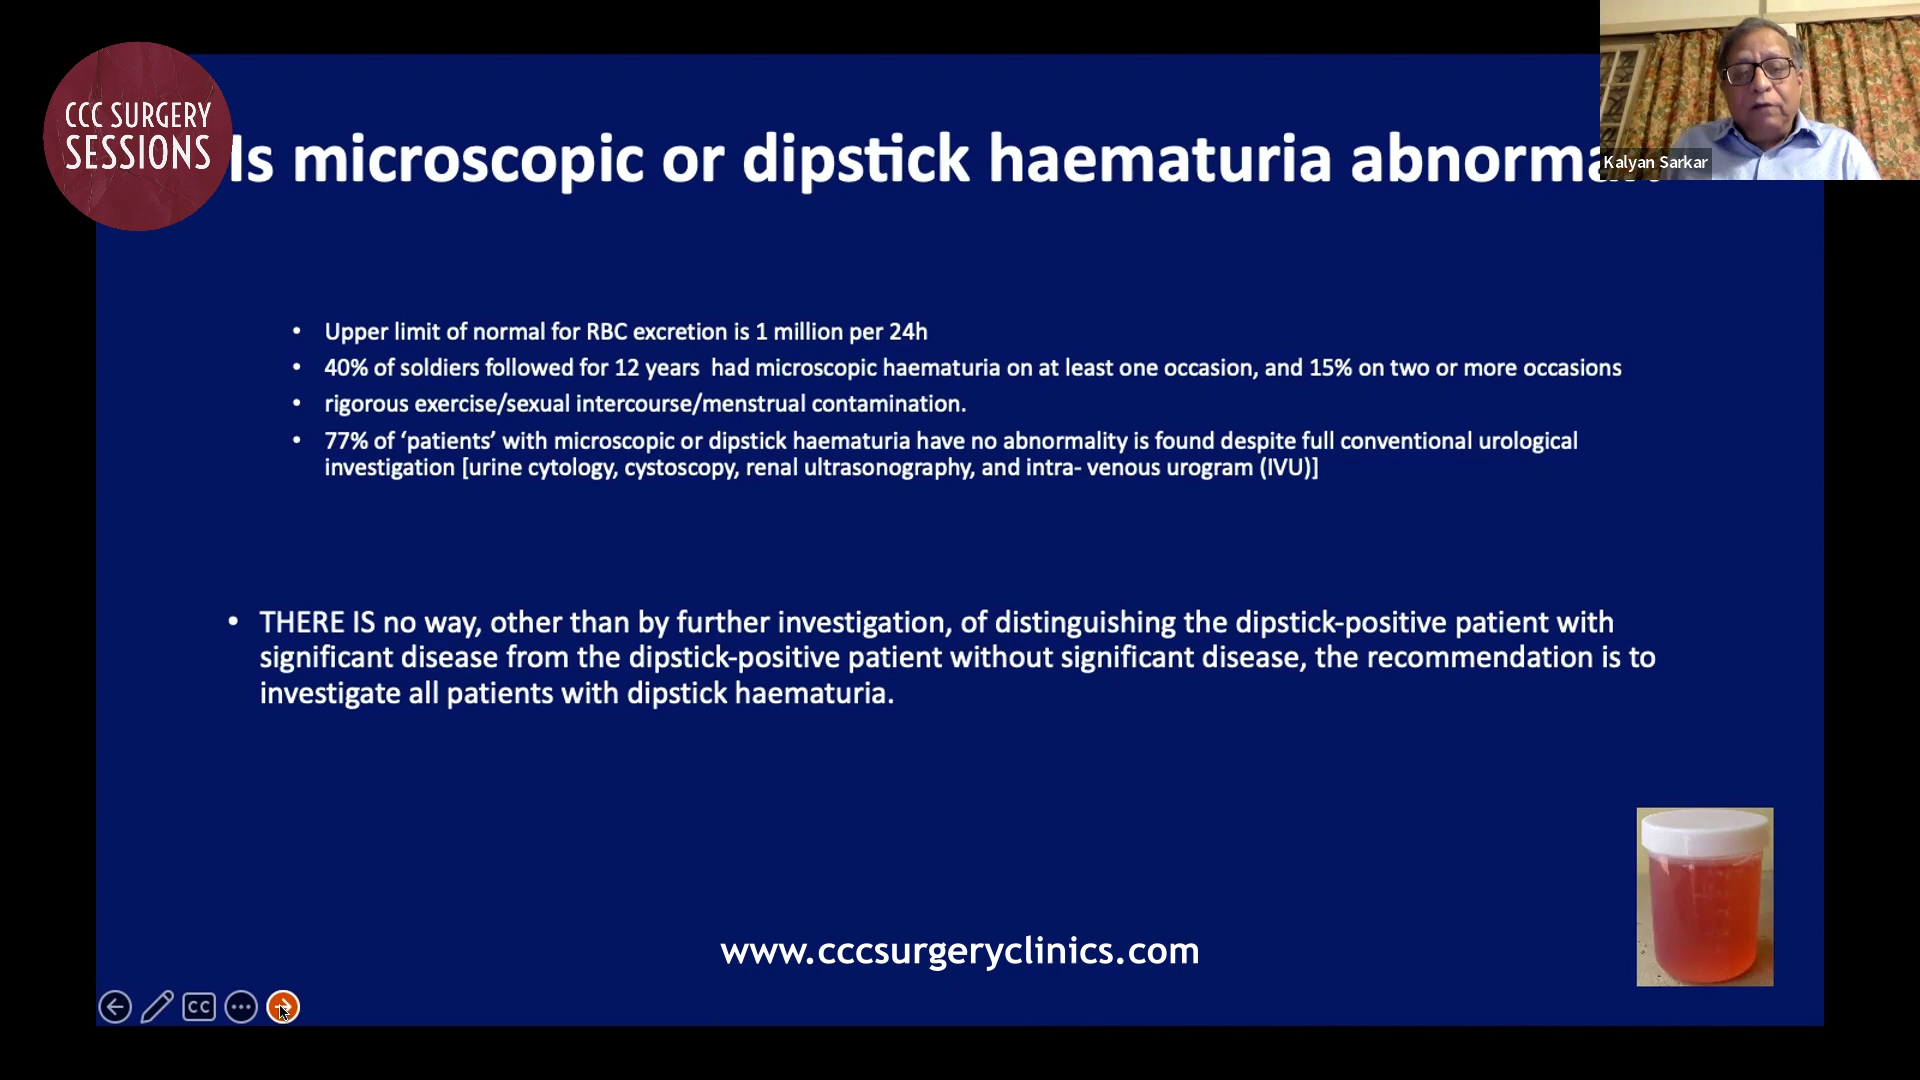 CCC SURGERY
SESSIONS
Is microscopic or dipstick haematuria
Kalyan Sarkar
• Upper limit of normal for RBC excretion is 1 million per 24h
• 40% of soldiers followed for 12 years had microscopic haematuria on at least one occasion, and 15% on two or more occasions
• rigorous exercise/sexual intercourse/menstrual contamination.
• 77% of ‘patients’ with microscopic or dipstick haematuria have no abnormality is found despite full conventional urological
investigation [urine cytology, cystoscopy, renal ultrasonography, and intra- venous urogram (IVU)]
• THERE IS no way, other than by further investigation, of distinguishing the dipstick-positive patient with
significant disease from the dipstick-positive patient without significant disease, the recommendation is to
investigate all patients with dipstick haematuria.
www.cccsurgeryclinics.com
CC